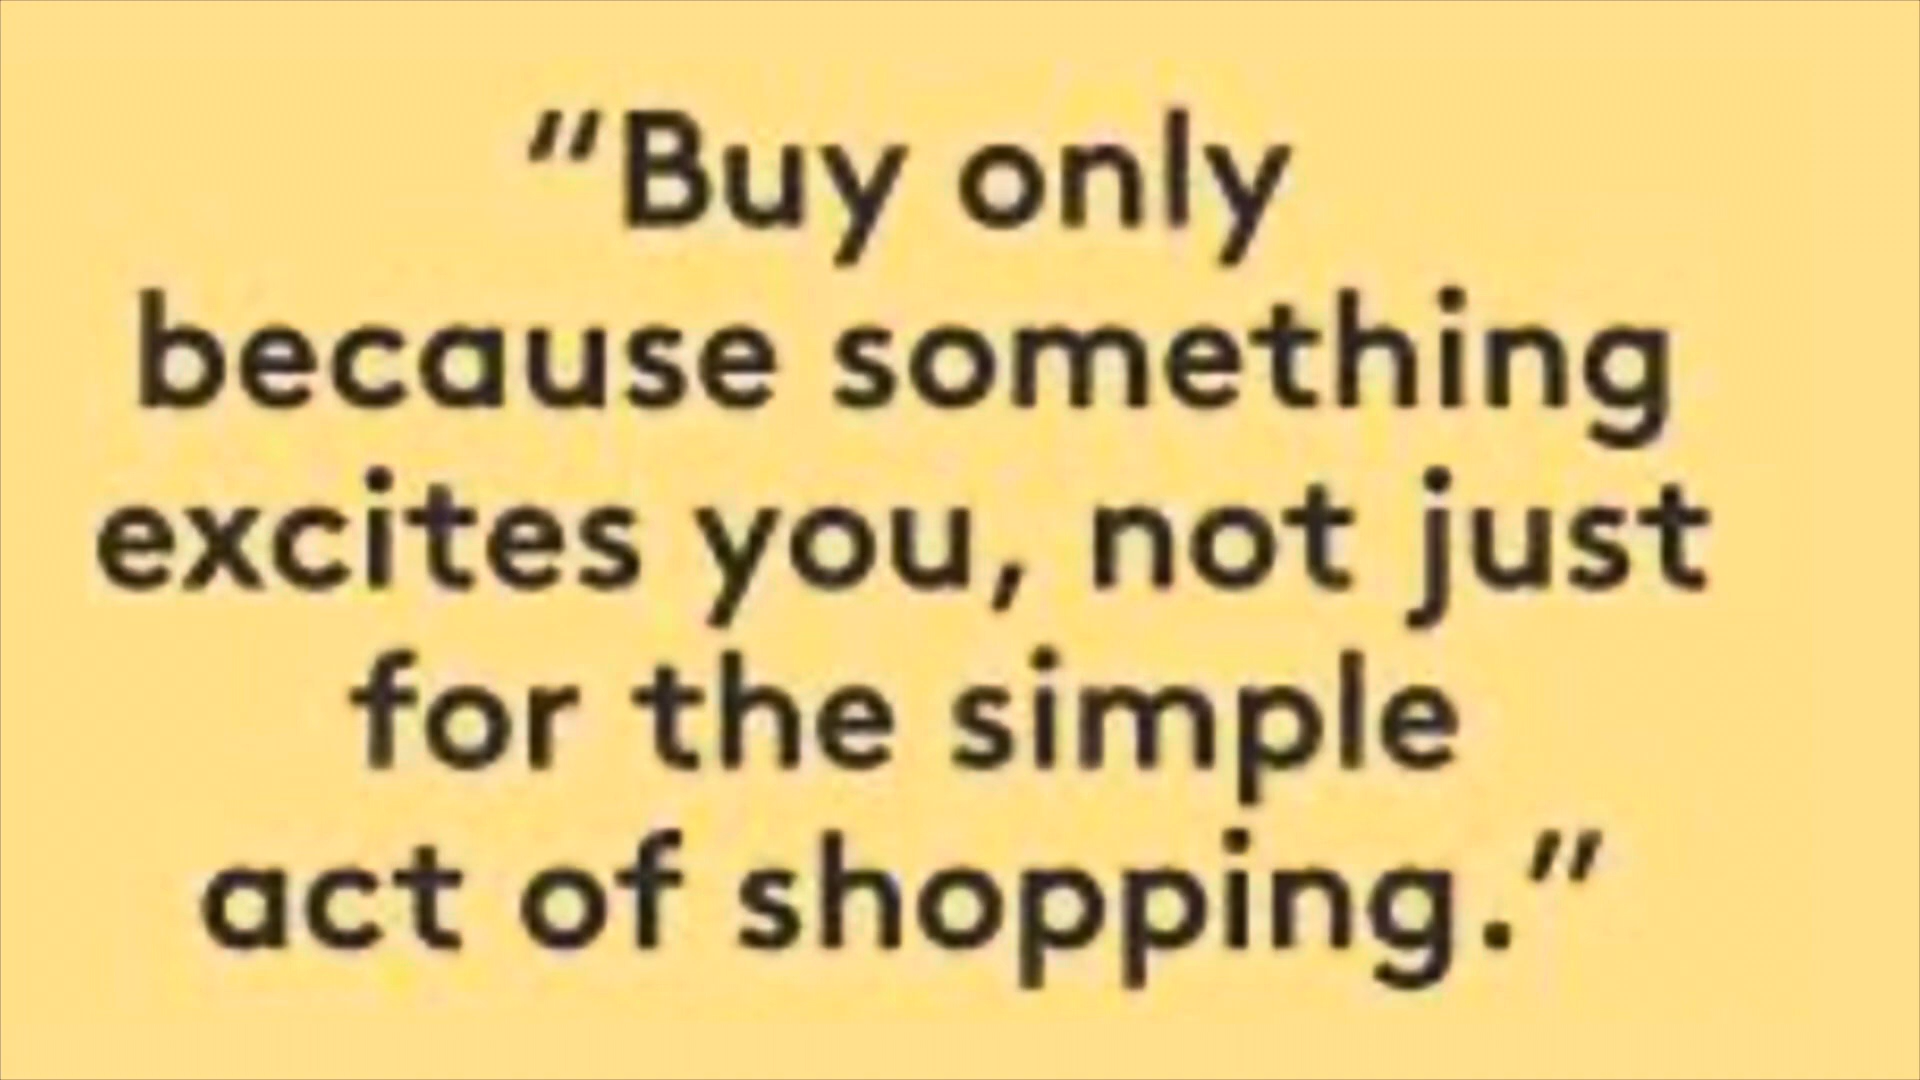 “Buy only
because something
excites you, not just
for the simple
act of shopping.”